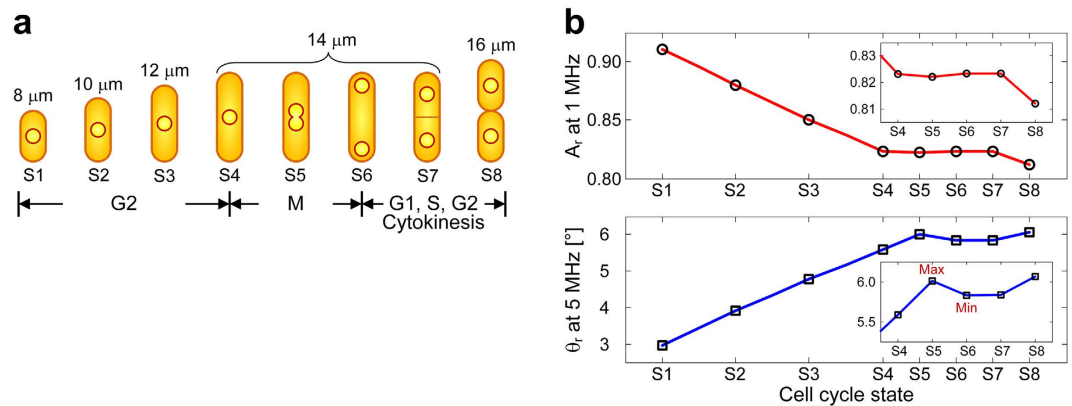 a
8 μm
10 μm
12 μm
14 μm
16 μm
S1 S2 S3 S4 S5 S6 S7 S8
G2 M G1, S, G2
Cytokinesis
b
Aᵣ at 1 MHz
0.90
0.85
0.80
0.83
0.82
0.81
S4 S5 S6 S7 S8
S1 S2 S3 S4 S5 S6 S7 S8
θᵣ at 5 MHz [°]
6
5
4
3
6.0
5.5
Max
Min
S4 S5 S6 S7 S8
S1 S2 S3 S4 S5 S6 S7 S8
Cell cycle state